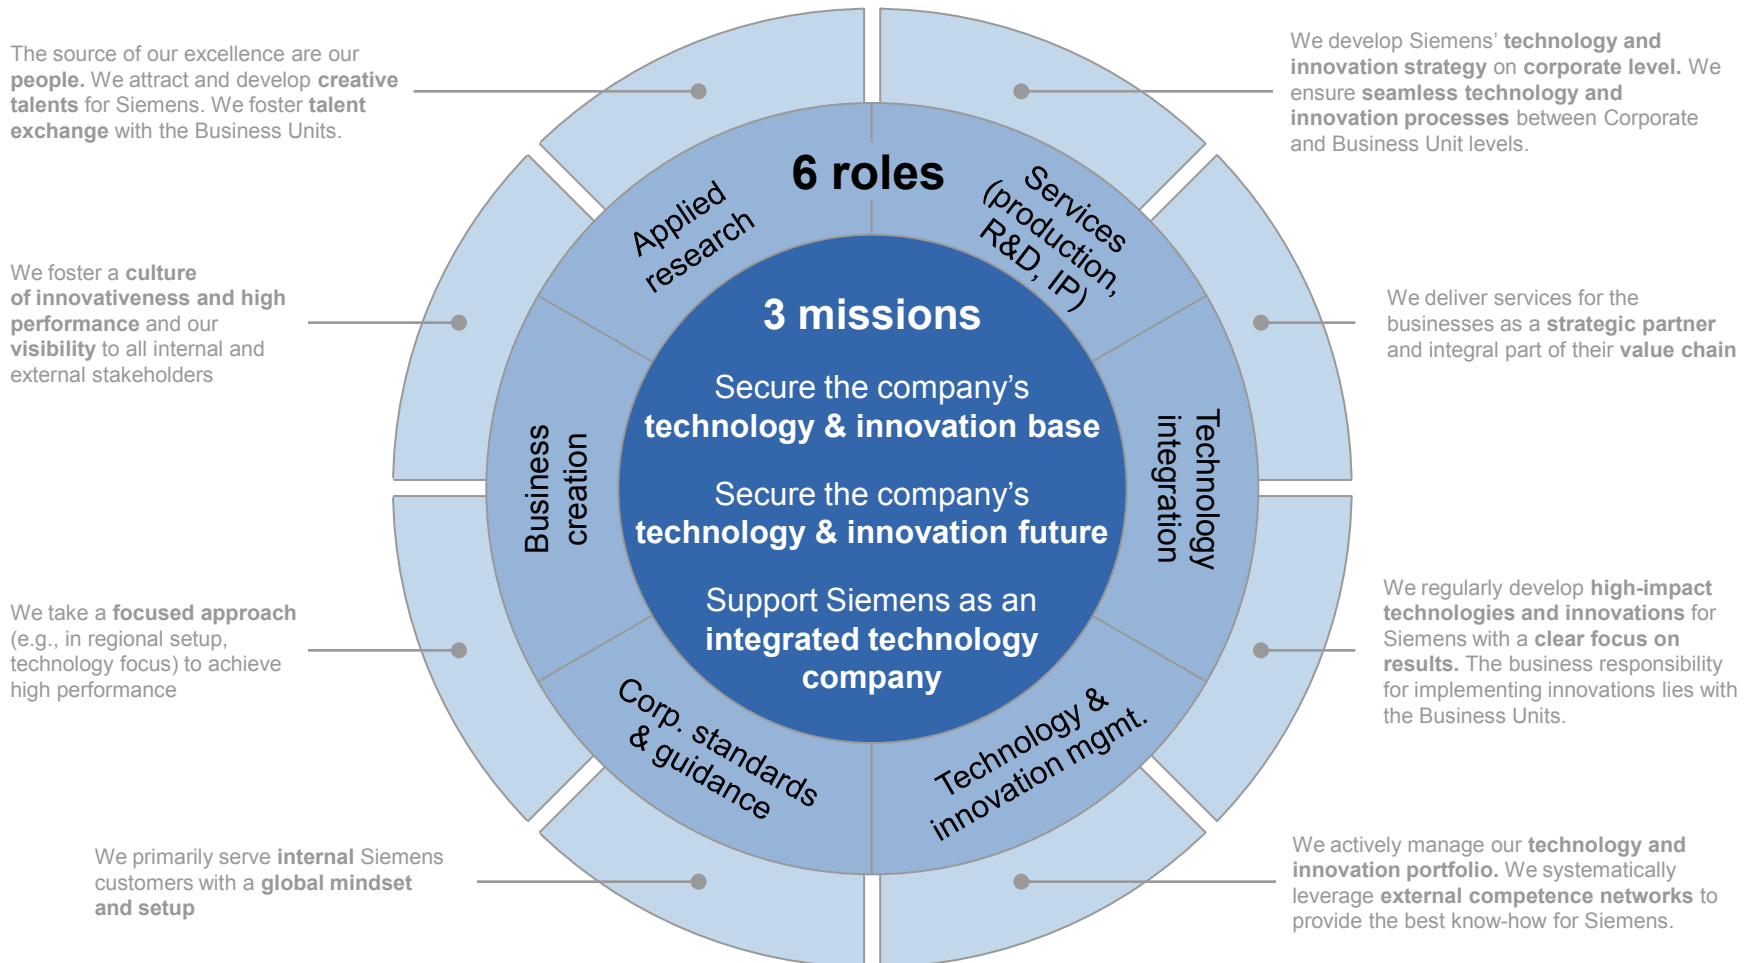 The source of our excellence are our
people. We attract and develop creative
talents for Siemens. We foster talent
exchange with the Business Units.
We develop Siemens’ technology and
innovation strategy on corporate level. We
ensure seamless technology and
innovation processes between Corporate
and Business Unit levels.
We foster a culture
of innovativeness and high
performance and our
visibility to all internal and
external stakeholders
We deliver services for the
businesses as a strategic partner
and integral part of their value chain
We take a focused approach
(e.g., in regional setup,
technology focus) to achieve
high performance
We regularly develop high-impact
technologies and innovations for
Siemens with a clear focus on
results. The business responsibility
for implementing innovations lies with
the Business Units.
We primarily serve internal Siemens
customers with a global mindset
and setup
We actively manage our technology and
innovation portfolio. We systematically
leverage external competence networks to
provide the best know-how for Siemens.
6 roles
Applied
research
Services
(production,
R&D, IP)
Technology
integration
Technology &
innovation mgmt.
Corp. standards
& guidance
Business
creation
3 missions
Secure the company’s
technology & innovation base
Secure the company’s
technology & innovation future
Support Siemens as an
integrated technology
company